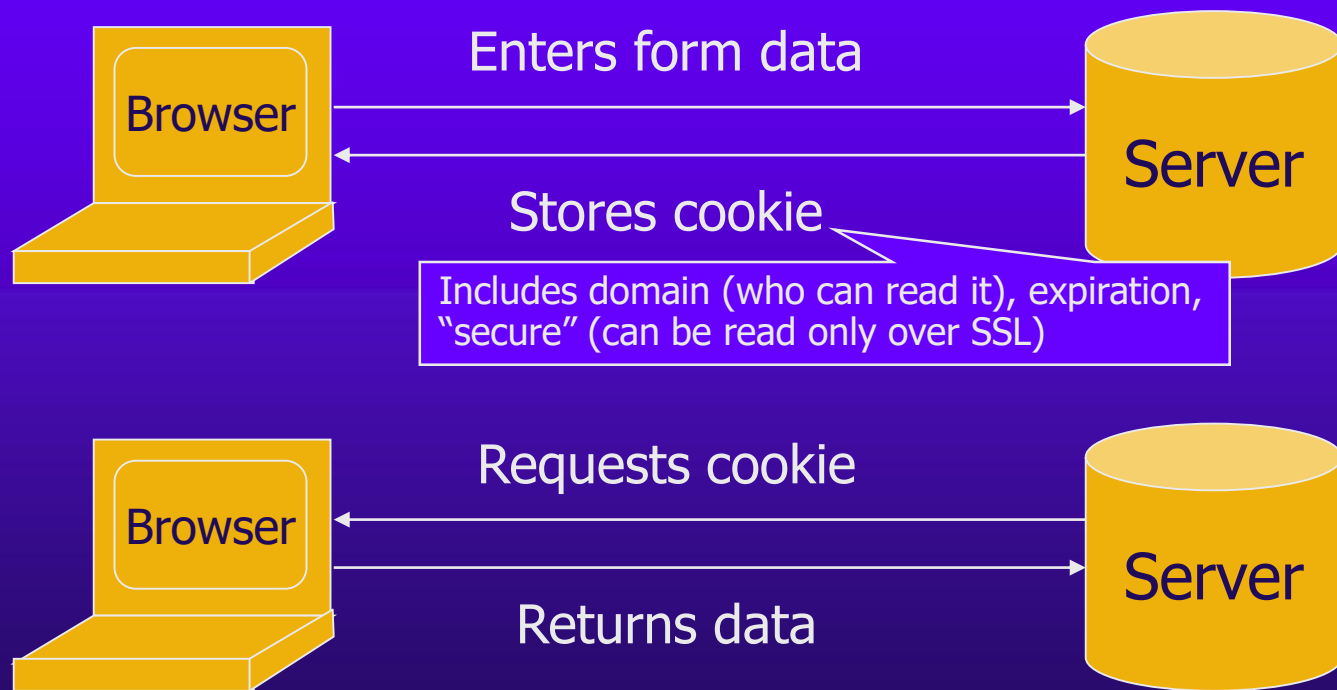 Enters form data
Browser
Server
Stores cookie
Includes domain (who can read it), expiration,
“secure” (can be read only over SSL)
Requests cookie
Browser
Server
Returns data